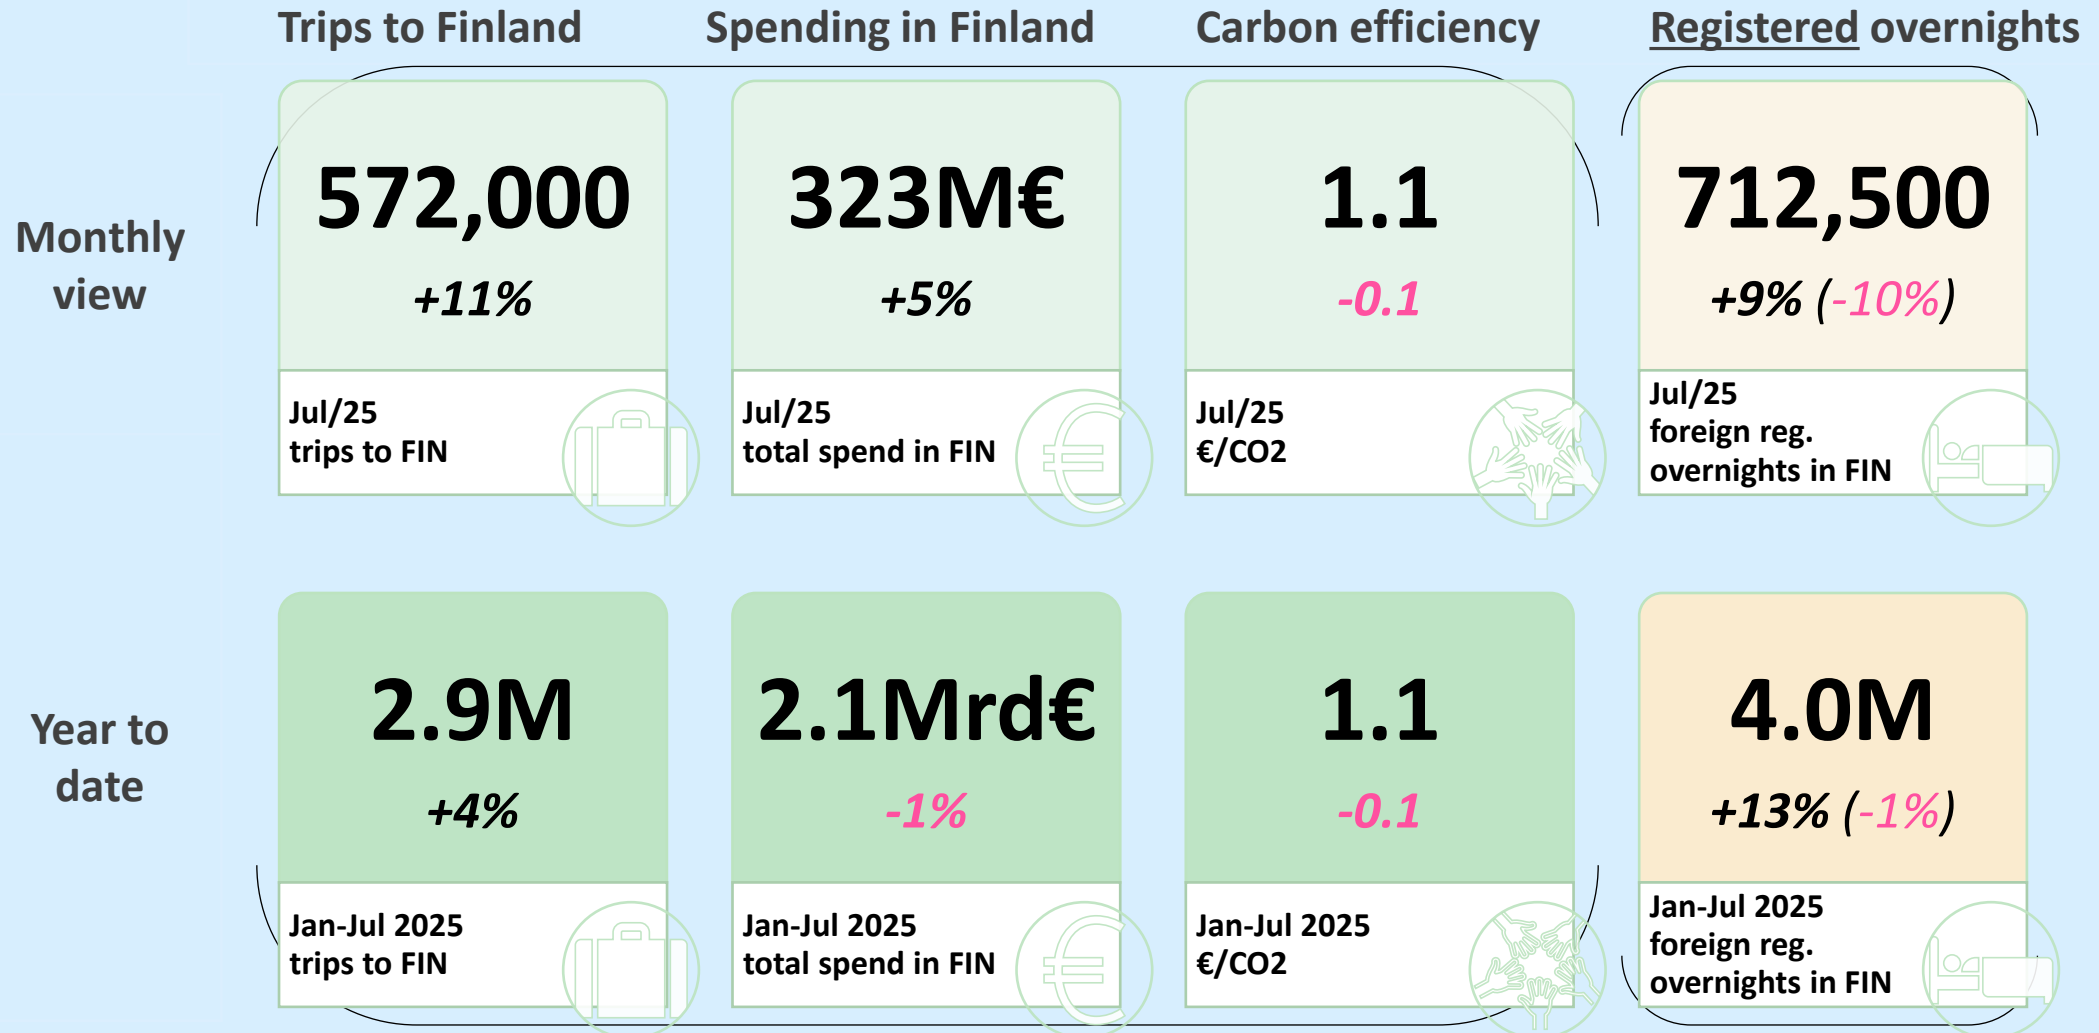 Trips to Finland
Spending in Finland
Carbon efficiency
Registered overnights
Monthly
view
572,000
+11%
Jul/25
trips to FIN
323M€
+5%
Jul/25
total spend in FIN
1.1
-0.1
Jul/25
€/CO2
712,500
+9% (-10%)
Jul/25
foreign reg.
overnights in FIN
Year to
date
2.9M
+4%
Jan-Jul 2025
trips to FIN
2.1Mrd€
-1%
Jan-Jul 2025
total spend in FIN
1.1
-0.1
Jan-Jul 2025
€/CO2
4.0M
+13% (-1%)
Jan-Jul 2025
foreign reg.
overnights in FIN